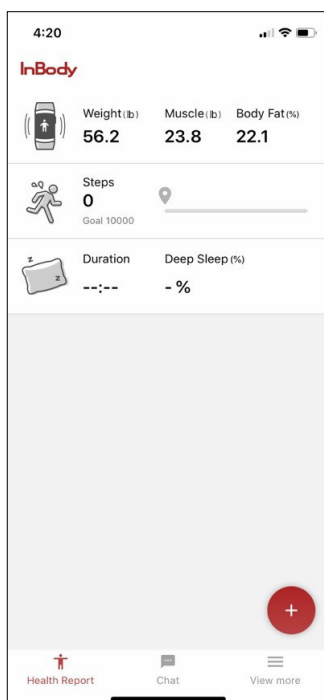 4:20
InBody
Weight(lb) Muscle(lb) Body Fat(%)
56.2 23.8 22.1
Steps
0
Goal 10000
Duration Deep Sleep (%)
--:-- - %
z
z
+
Health Report Chat View more